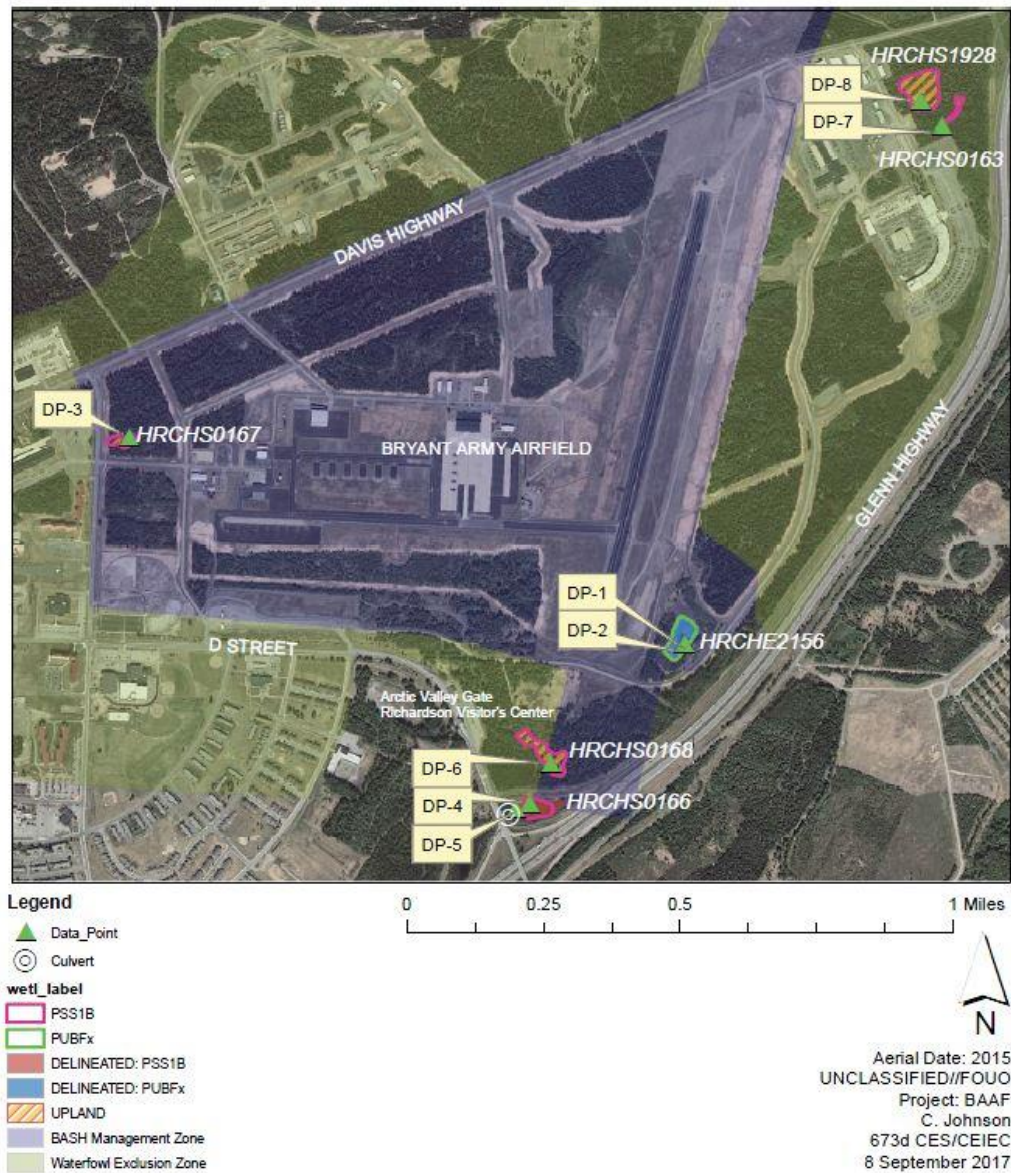 HRCHS1928
DP-8
DP-7
HRCHS0163
DAVIS HIGHWAY
DP-3
HRCHS0167
BRYANT ARMY AIRFIELD
GLENN HIGHWAY
DP-1
DP-2
HRCHE2156
D STREET
Arctic Valley Gate
Richardson Visitor's Center
HRCHS0168
DP-6
DP-4
HRCHS0166
DP-5
Legend
Data_Point
Culvert
wetl_label
PSS1B
PUBFx
DELINEATED: PSS1B
DELINEATED: PUBFx
UPLAND
BASH Management Zone
Waterfowl Exclusion Zone
0 0.25 0.5 1 Miles
N
Aerial Date: 2015
UNCLASSIFIED//FOUO
Project: BAAF
C. Johnson
673d CES/CEIEC
8 September 2017